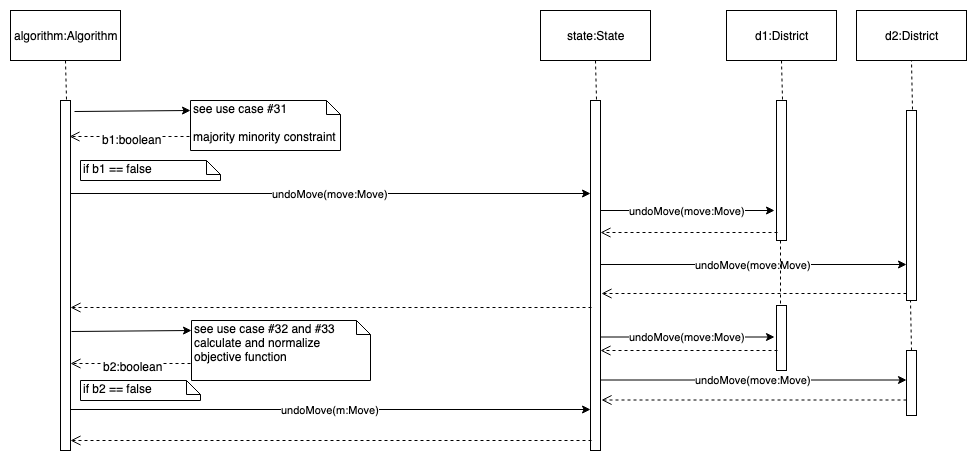 algorithm:Algorithm
state:State
d1:District
d2:District
see use case #31
majority minority constraint
b1:boolean
if b1 == false
undoMove(move:Move)
undoMove(move:Move)
undoMove(move:Move)
see use case #32 and #33
calculate and normalize
objective function
undoMove(move:Move)
b2:boolean
undoMove(move:Move)
if b2 == false
undoMove(m:Move)